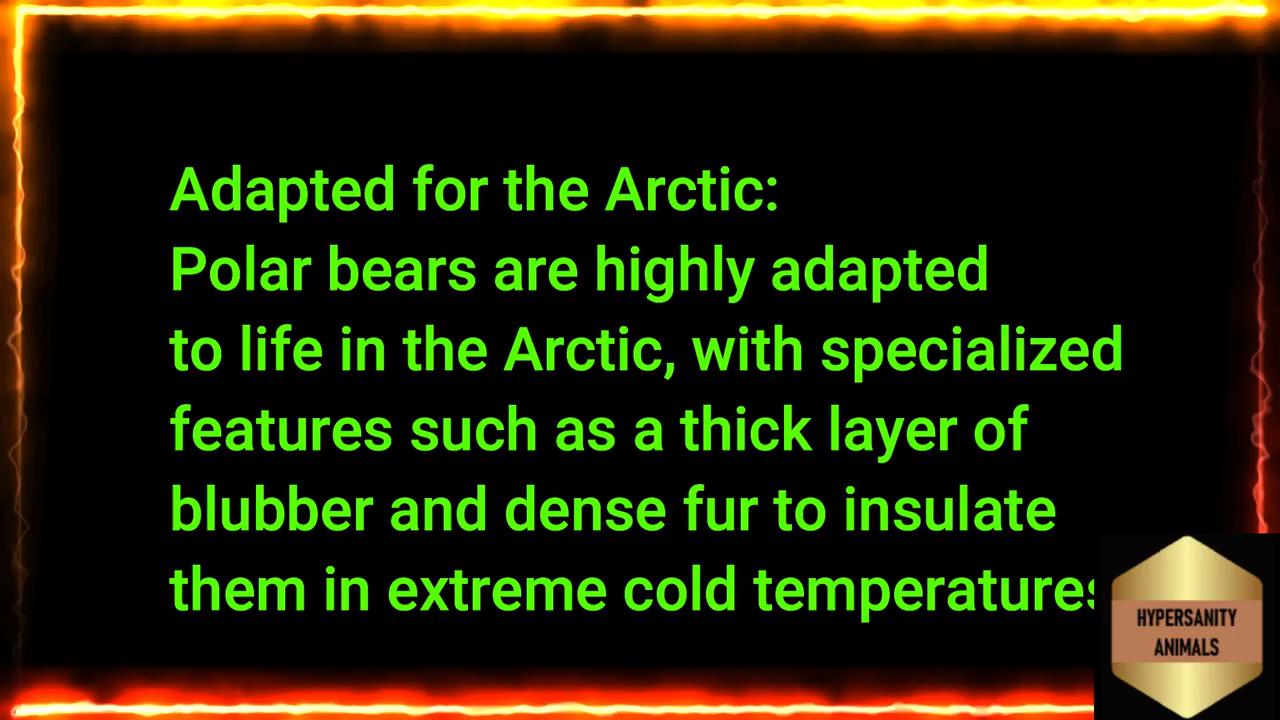 Adapted for the Arctic:
Polar bears are highly adapted
to life in the Arctic, with specialized
features such as a thick layer of
blubber and dense fur to insulate
them in extreme cold temperatures
HYPERSANITY
ANIMALS